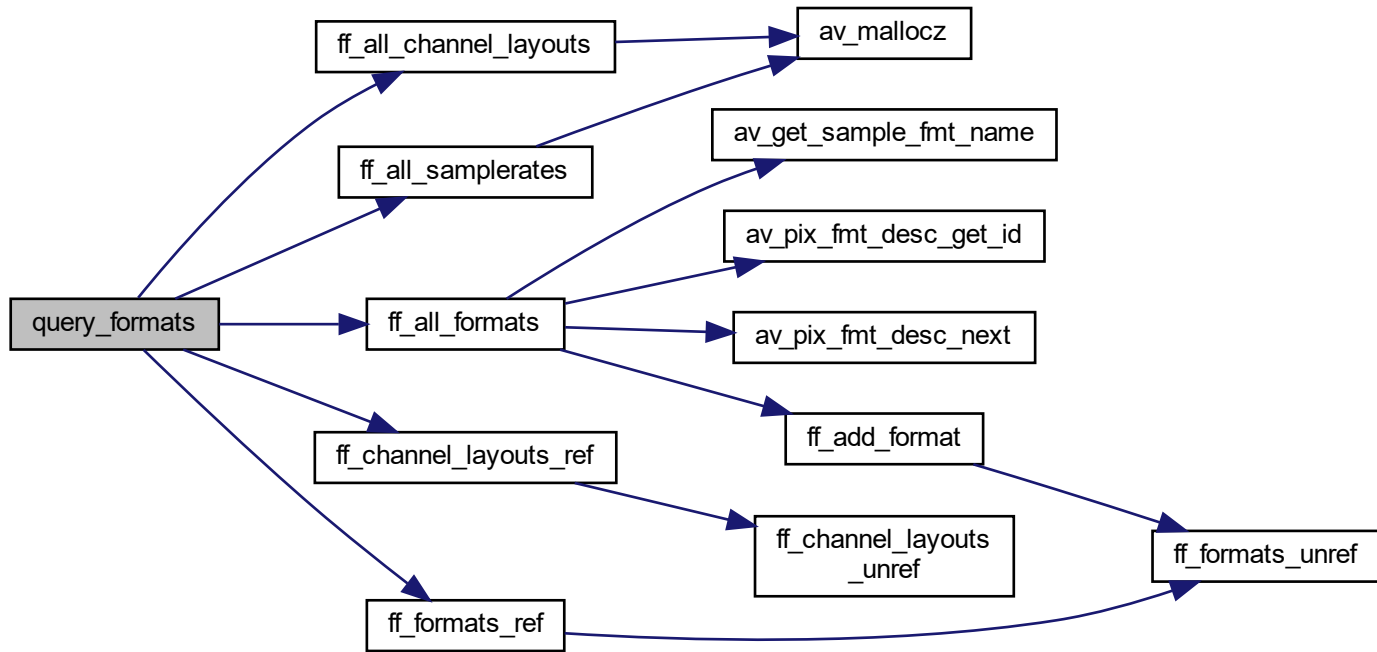 ff_all_channel_layouts
av_mallocz
av_get_sample_fmt_name
ff_all_samplerates
av_pix_fmt_desc_get_id
query_formats
ff_all_formats
av_pix_fmt_desc_next
ff_add_format
ff_channel_layouts_ref
ff_channel_layouts
_unref
ff_formats_unref
ff_formats_ref